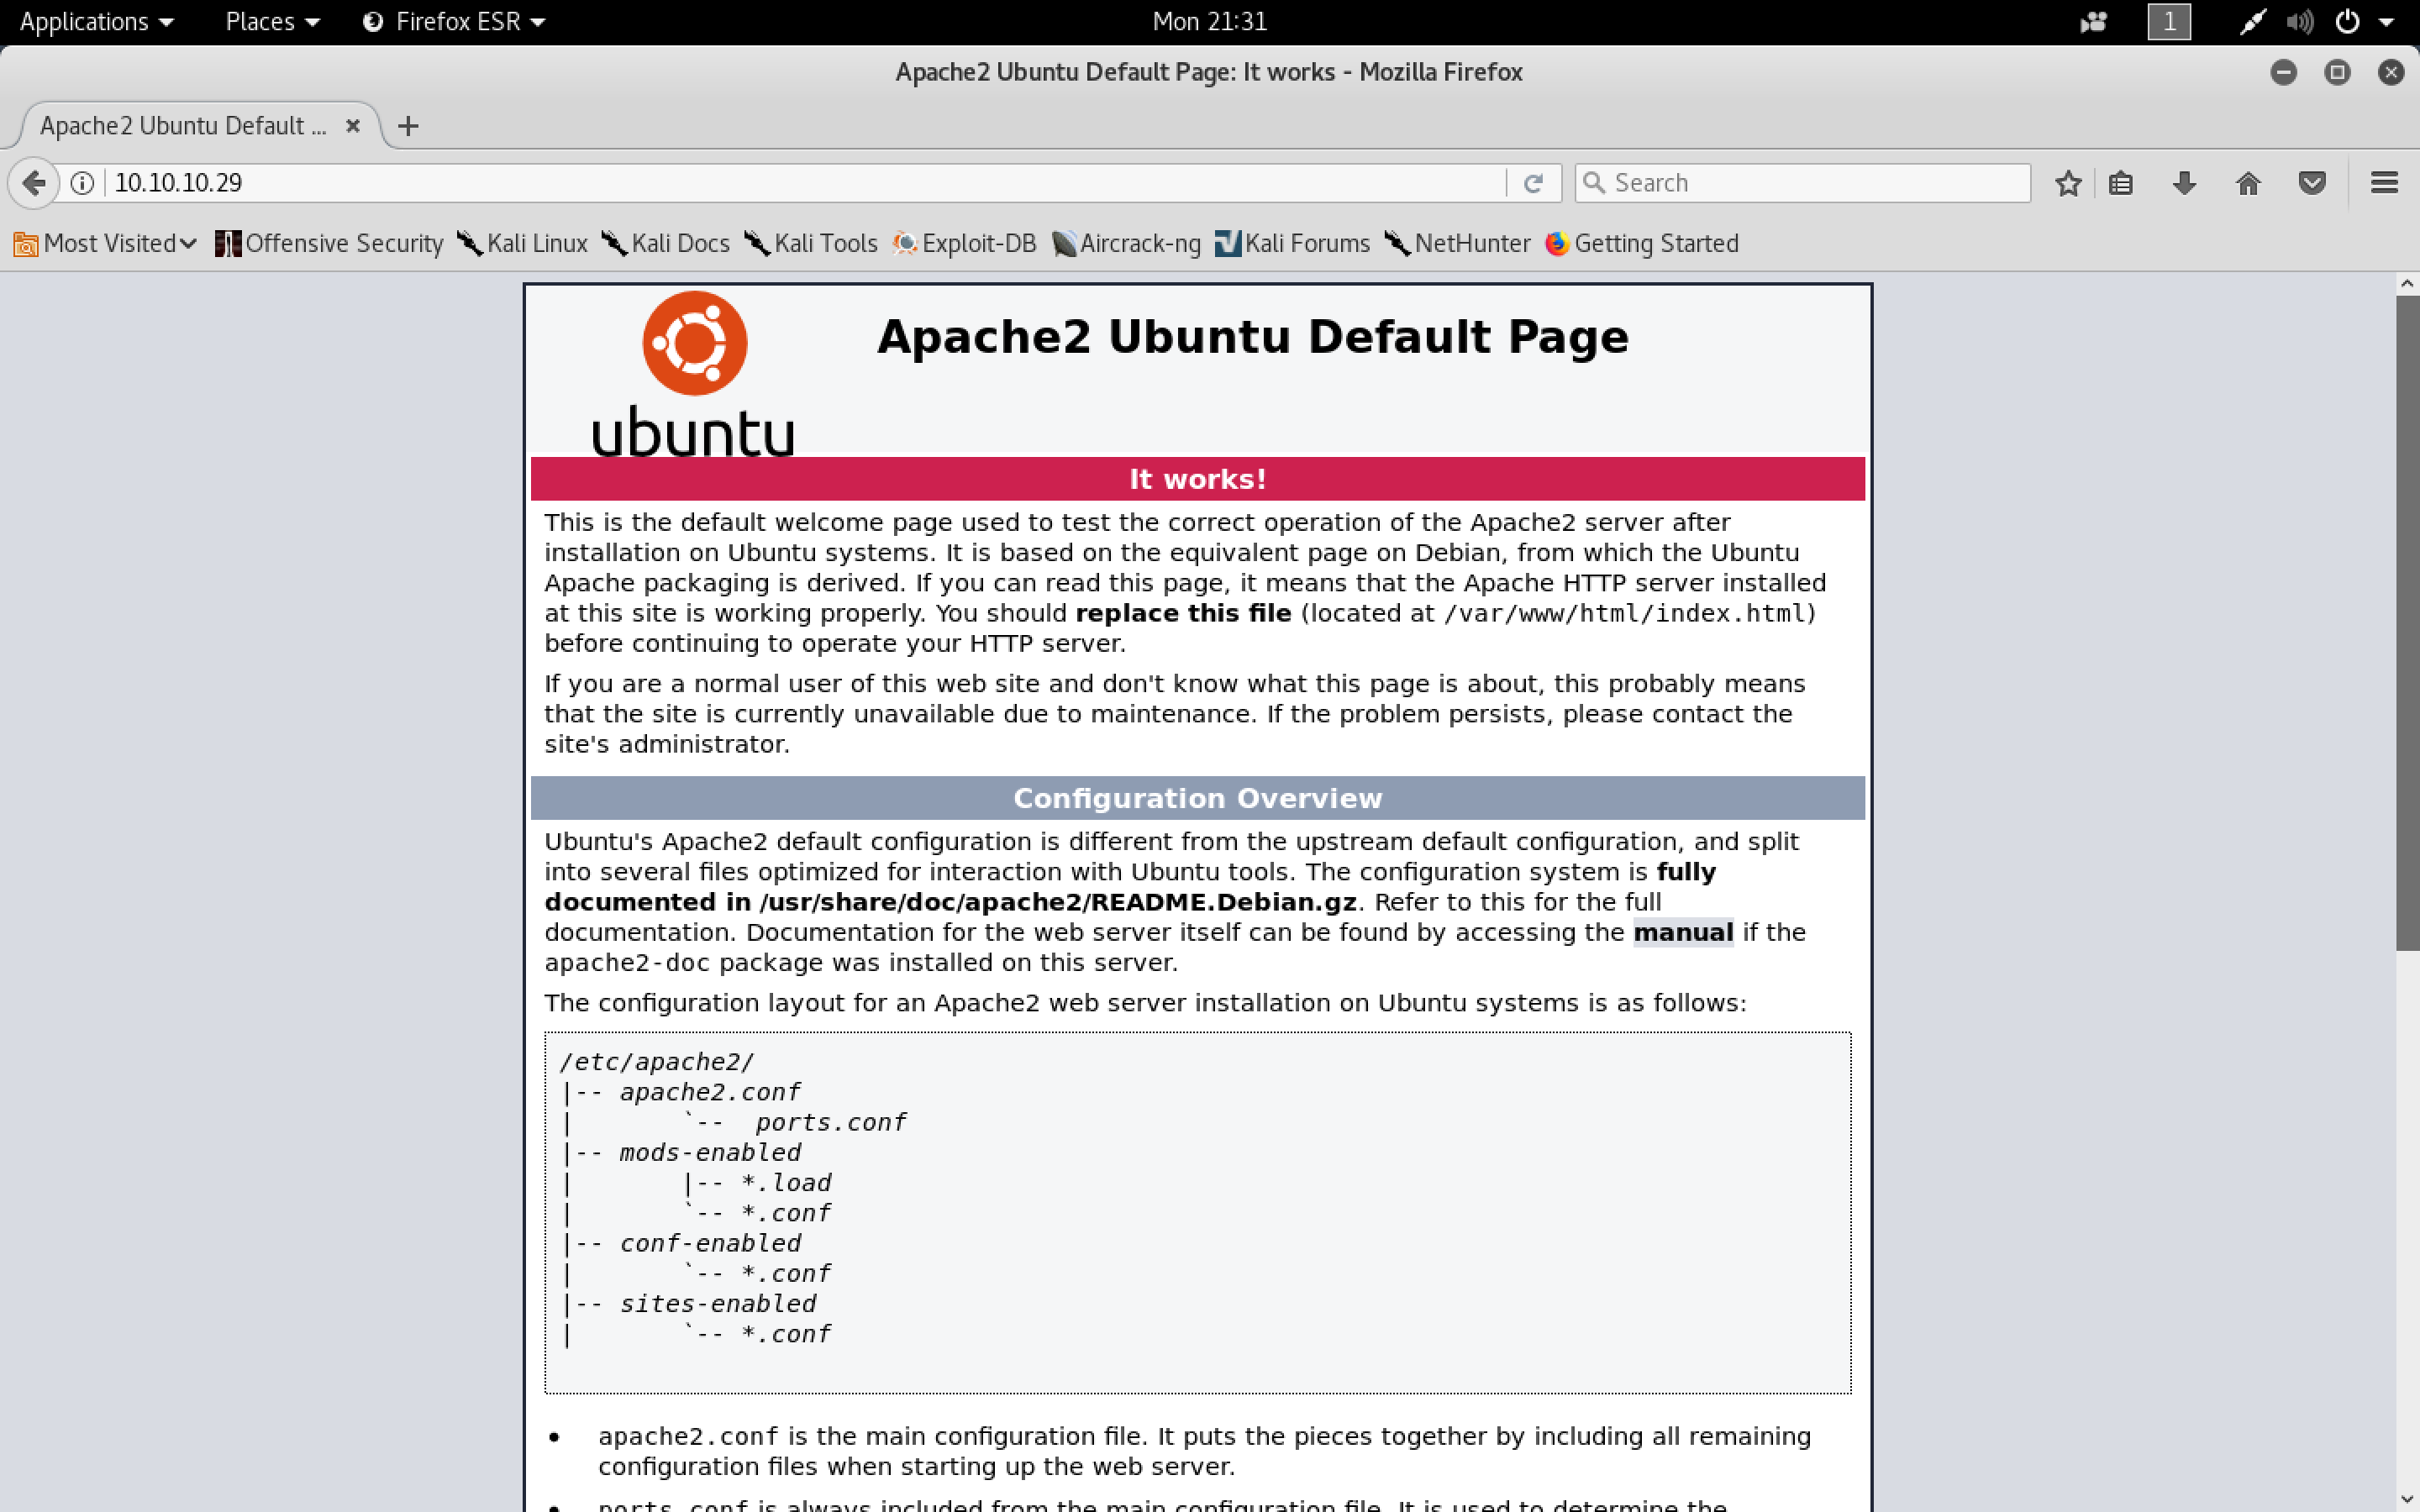 Applications Places Firefox ESR Mon 21:31 1
Apache2 Ubuntu Default Page: It works - Mozilla Firefox
Apache2 Ubuntu Default ...
10.10.10.29 Search
Most Visited Offensive Security Kali Linux Kali Docs Kali Tools Exploit-DB Aircrack-ng Kali Forums NetHunter Getting Started
Apache2 Ubuntu Default Page
ubuntu
It works!
This is the default welcome page used to test the correct operation of the Apache2 server after
installation on Ubuntu systems. It is based on the equivalent page on Debian, from which the Ubuntu
Apache packaging is derived. If you can read this page, it means that the Apache HTTP server installed
at this site is working properly. You should replace this file (located at /var/www/html/index.html)
before continuing to operate your HTTP server.
If you are a normal user of this web site and don't know what this page is about, this probably means
that the site is currently unavailable due to maintenance. If the problem persists, please contact the
site's administrator.
Configuration Overview
Ubuntu's Apache2 default configuration is different from the upstream default configuration, and split
into several files optimized for interaction with Ubuntu tools. The configuration system is fully
documented in /usr/share/doc/apache2/README.Debian.gz. Refer to this for the full
documentation. Documentation for the web server itself can be found by accessing the manual if the
apache2-doc package was installed on this server.
The configuration layout for an Apache2 web server installation on Ubuntu systems is as follows:
/etc/apache2/
|-- apache2.conf
|       `--  ports.conf
|-- mods-enabled
|       |-- *.load
|       `-- *.conf
|-- conf-enabled
|       `-- *.conf
|-- sites-enabled
|       `-- *.conf
• apache2.conf is the main configuration file. It puts the pieces together by including all remaining
configuration files when starting up the web server.
• ports.conf is always included from the main configuration file. It is used to determine the